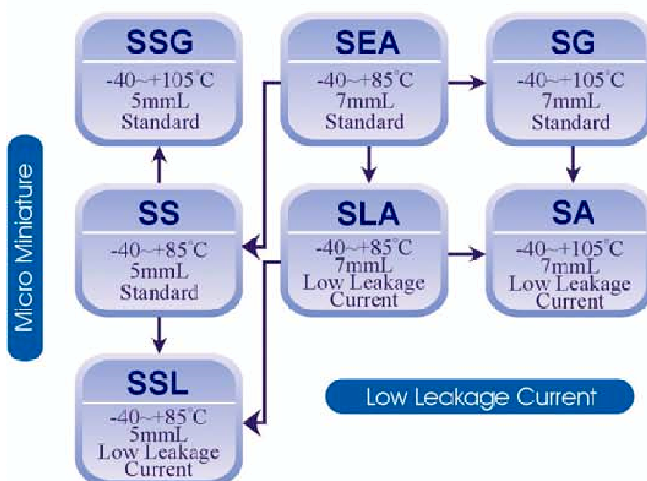 SSG
-40~+105°C
5mmL
Standard
SEA
-40~+85°C
7mmL
Standard
SG
-40~+105°C
7mmL
Standard
Micro Miniature
SS
-40~+85°C
5mmL
Standard
SLA
-40~+85°C
7mmL
Low Leakage
Current
SA
-40~+105°C
7mmL
Low Leakage
Current
SSL
-40~+85°C
5mmL
Low Leakage
Current
Low Leakage Current